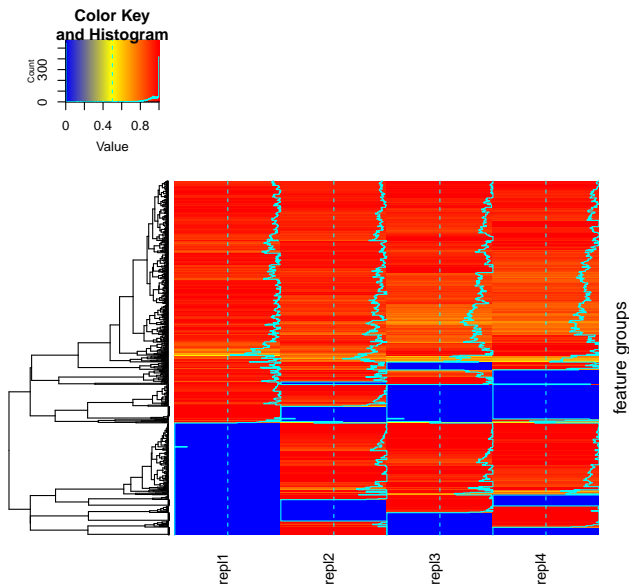 Color Key
and Histogram
Count
0 300
0 0.4 0.8
Value
feature groups
repl1 repl2 repl3 repl4